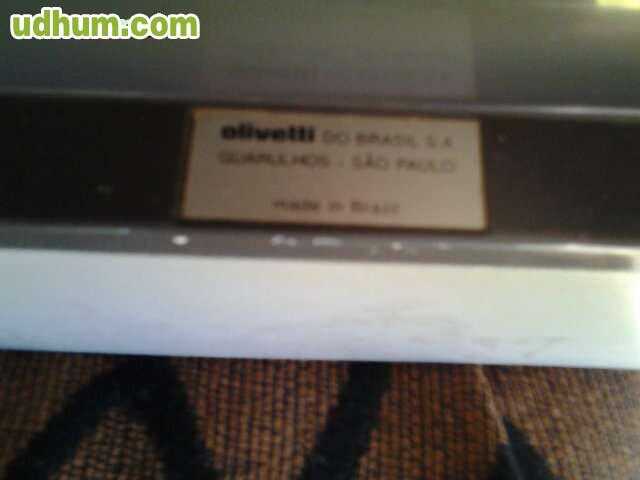 udhum.com
olivetti DO BRASIL S.A
GUARULHOS - SÃO PAULO
made in Brazil